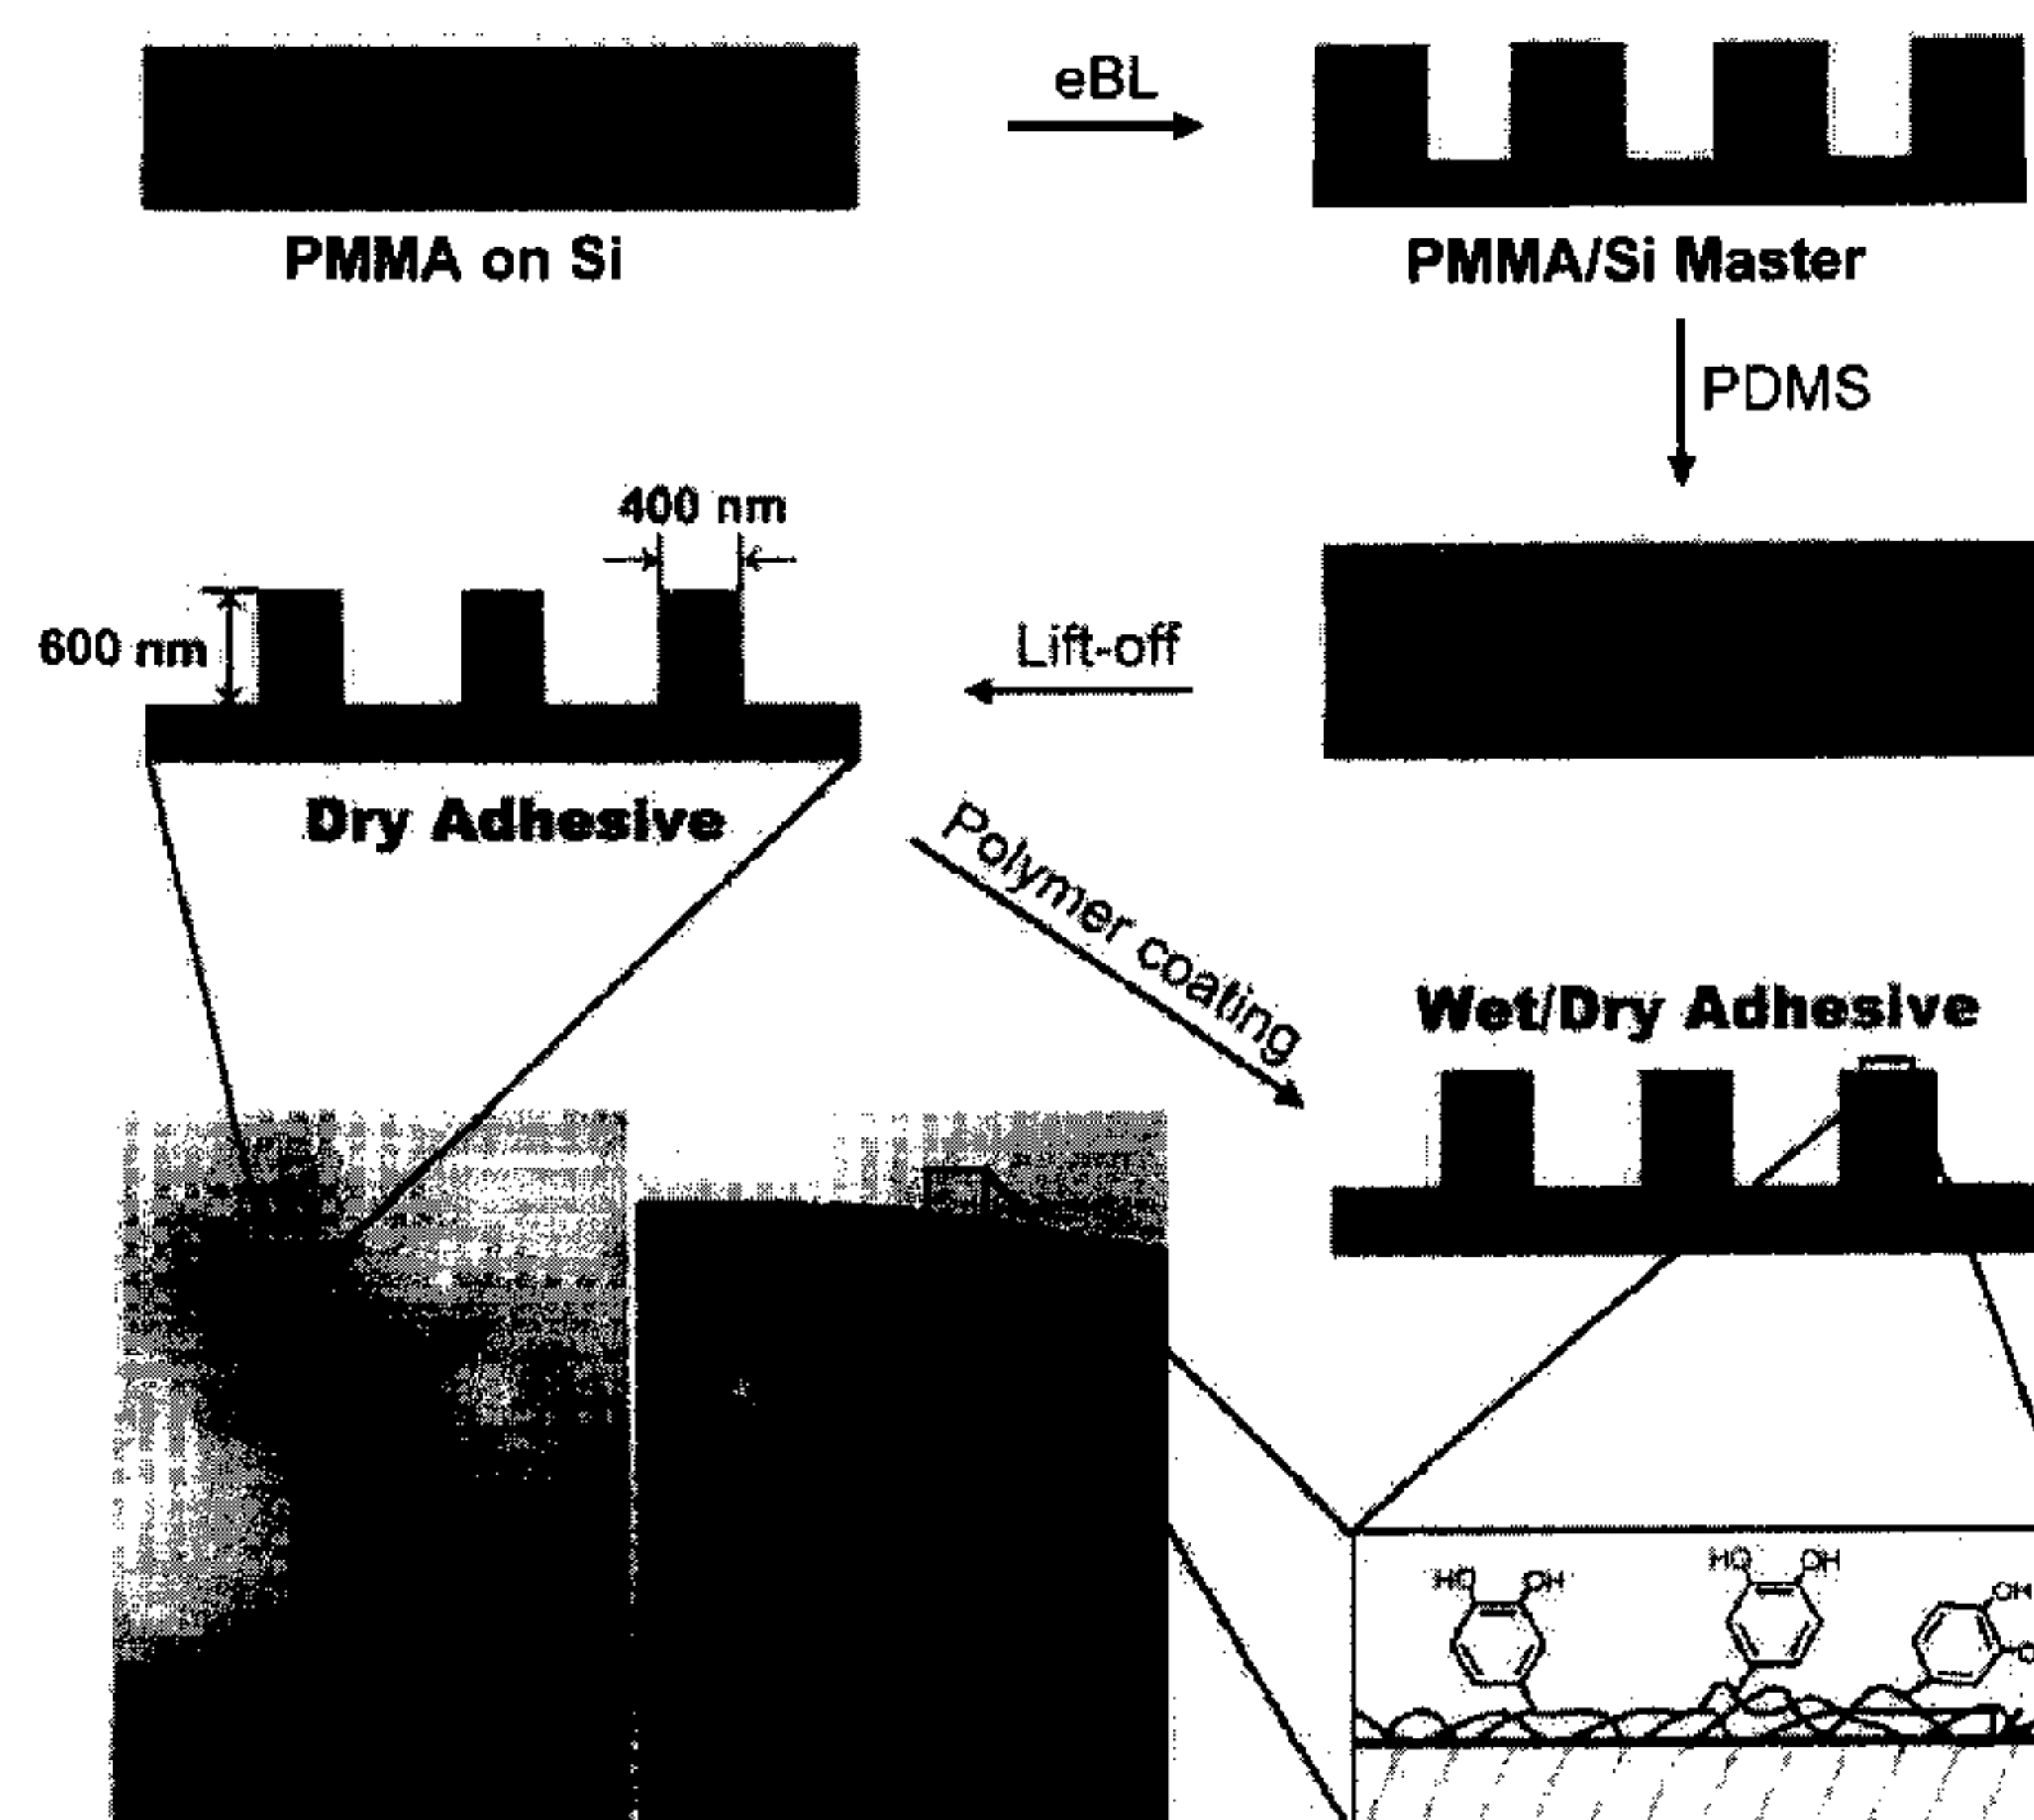 eBL
PMMA on Si
PMMA/Si Master
PDMS
400 nm
600 nm
Lift-off
Dry Adhesive
Polymer coating
Wet/Dry Adhesive
HO OH
HO OH
OH
O